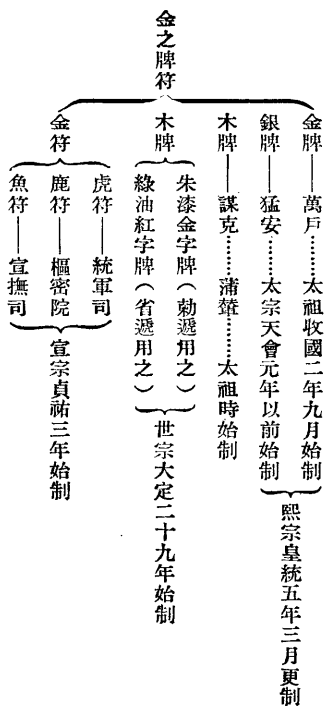 金之牌符
金牌——萬戶………太祖收國二年九月始制
銀牌——猛安………太宗天會元年以前始制
熙宗皇統五年三月更制
木牌——謀克………蒲輦………太祖時始制
木牌
朱漆金字牌(勅遞用之)
綠油紅字牌(省遞用之)
世宗大定二十九年始制
金符
虎符——統軍司
鹿符——樞密院
魚符——宣撫司
宣宗貞祐三年始制